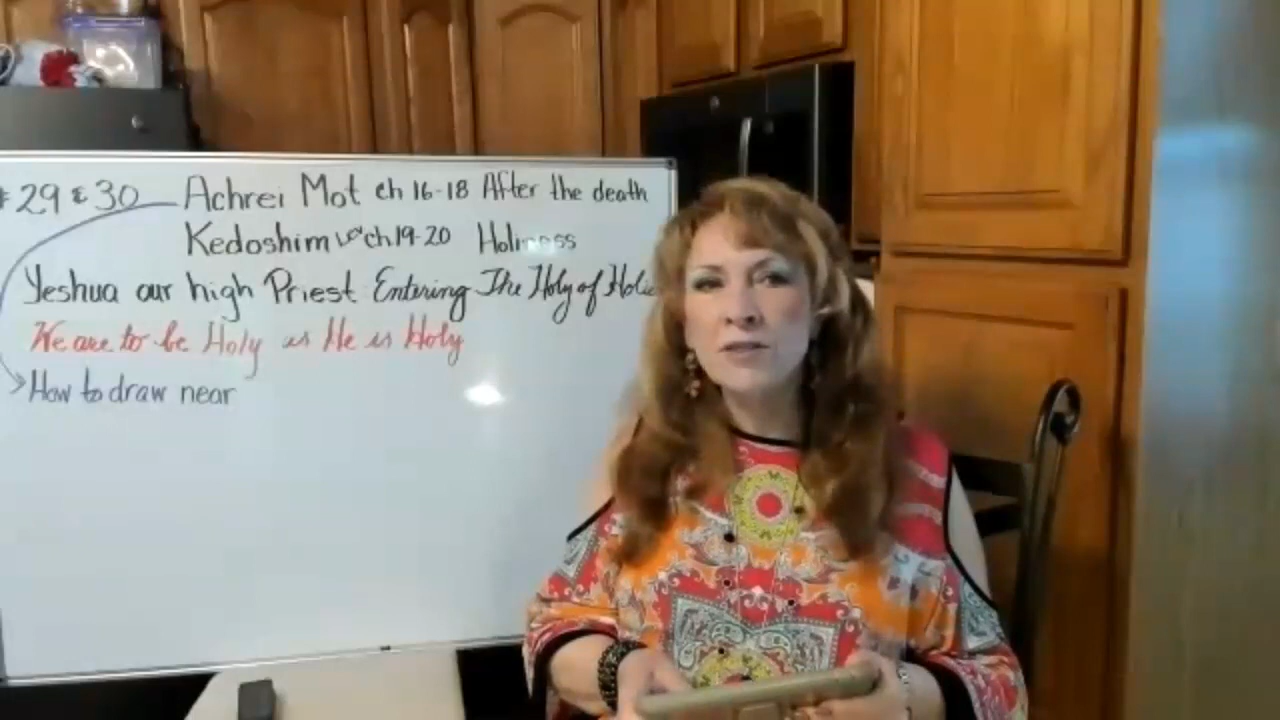 # 29 & 30 Achrei Mot ch 16-18 After the death
Kedoshim ch 19-20 Holiness
Yeshua our high Priest Entering The Holy of
We are to be Holy as He is Holy
How to draw near